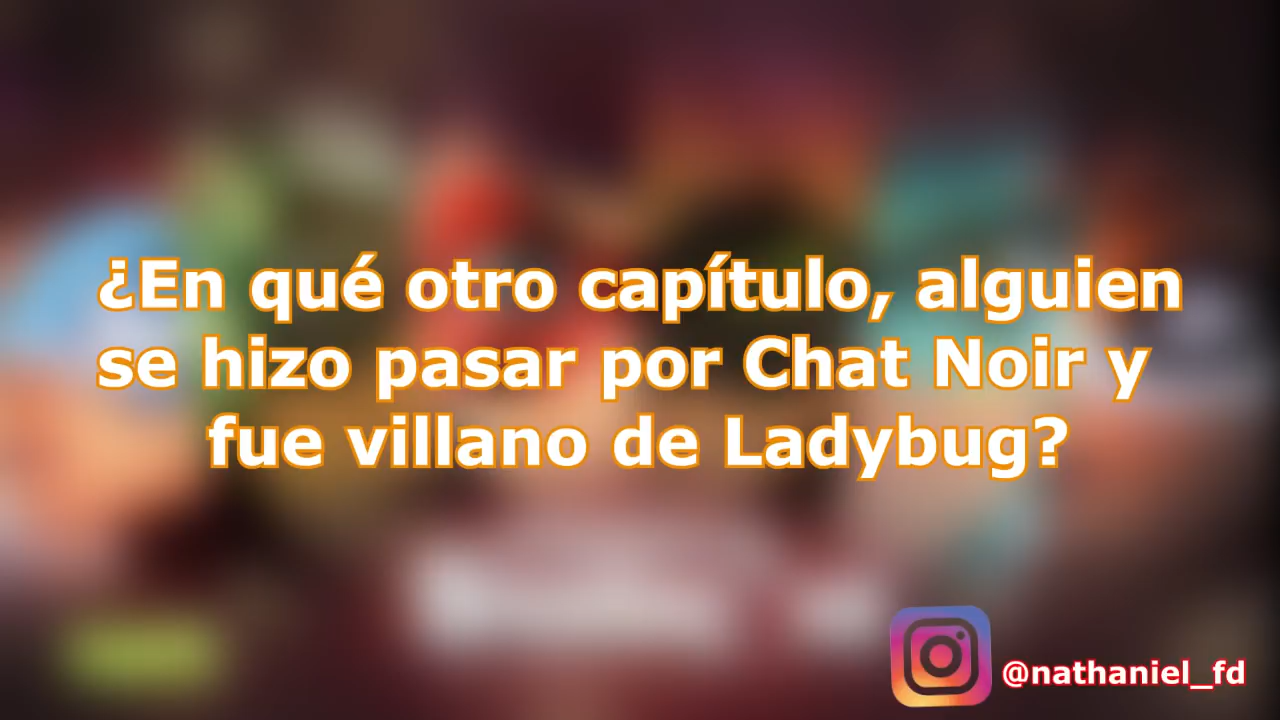 ¿En qué otro capítulo, alguien
se hizo pasar por Chat Noir y
fue villano de Ladybug?
@nathaniel_fd